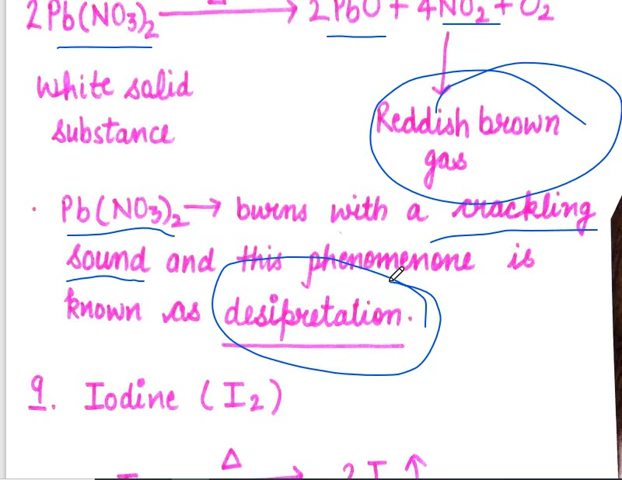 2Pb(NO3)2 ⟶ 2PbO + 4NO2 + O2
White solid
substance
Reddish brown
gas
· Pb(NO3)2 → burns with a crackling
sound and this phenomenone is
known as desipretation.
9. Iodine (I2)
Δ
⟶ 2I ↑